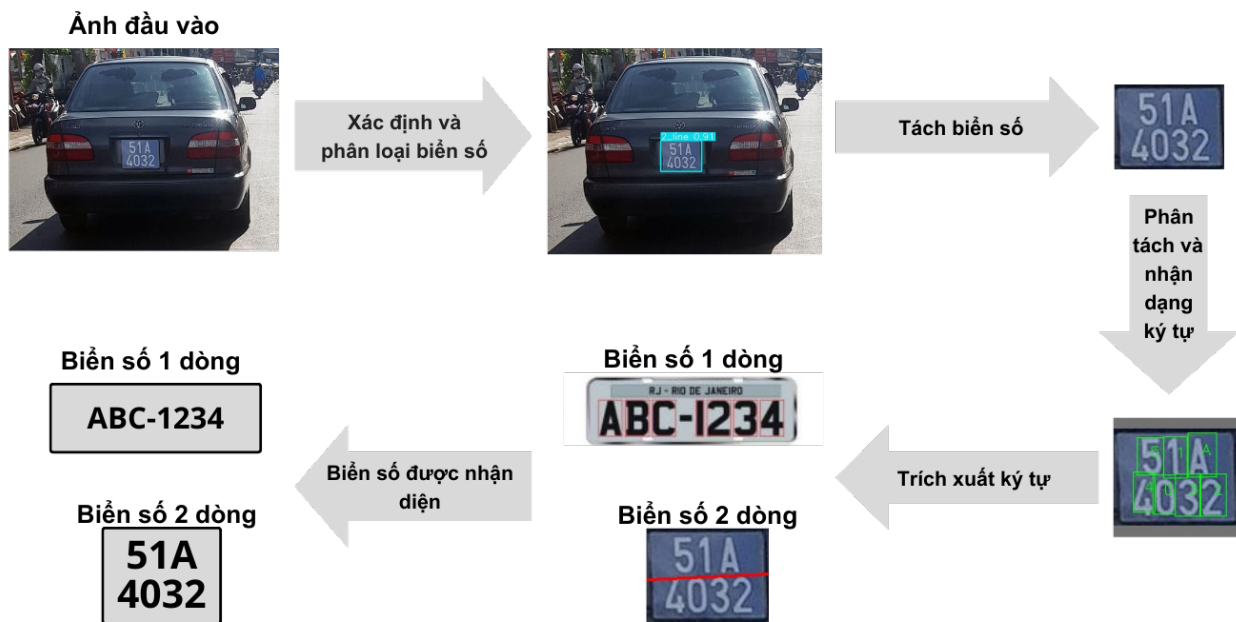 Ảnh đầu vào
51A
4032
Xác định và
phân loại biển số
2_line 0.91
51A
4032
Tách biển số
51A
4032
Phân
tách và
nhận
dạng
ký tự
51A
4032
Trích xuất ký tự
Biển số 1 dòng
RJ - RIO DE JANEIRO
ABC-1234
Biển số 2 dòng
51A
4032
Biển số được nhận
diện
Biển số 1 dòng
ABC-1234
Biển số 2 dòng
51A
4032